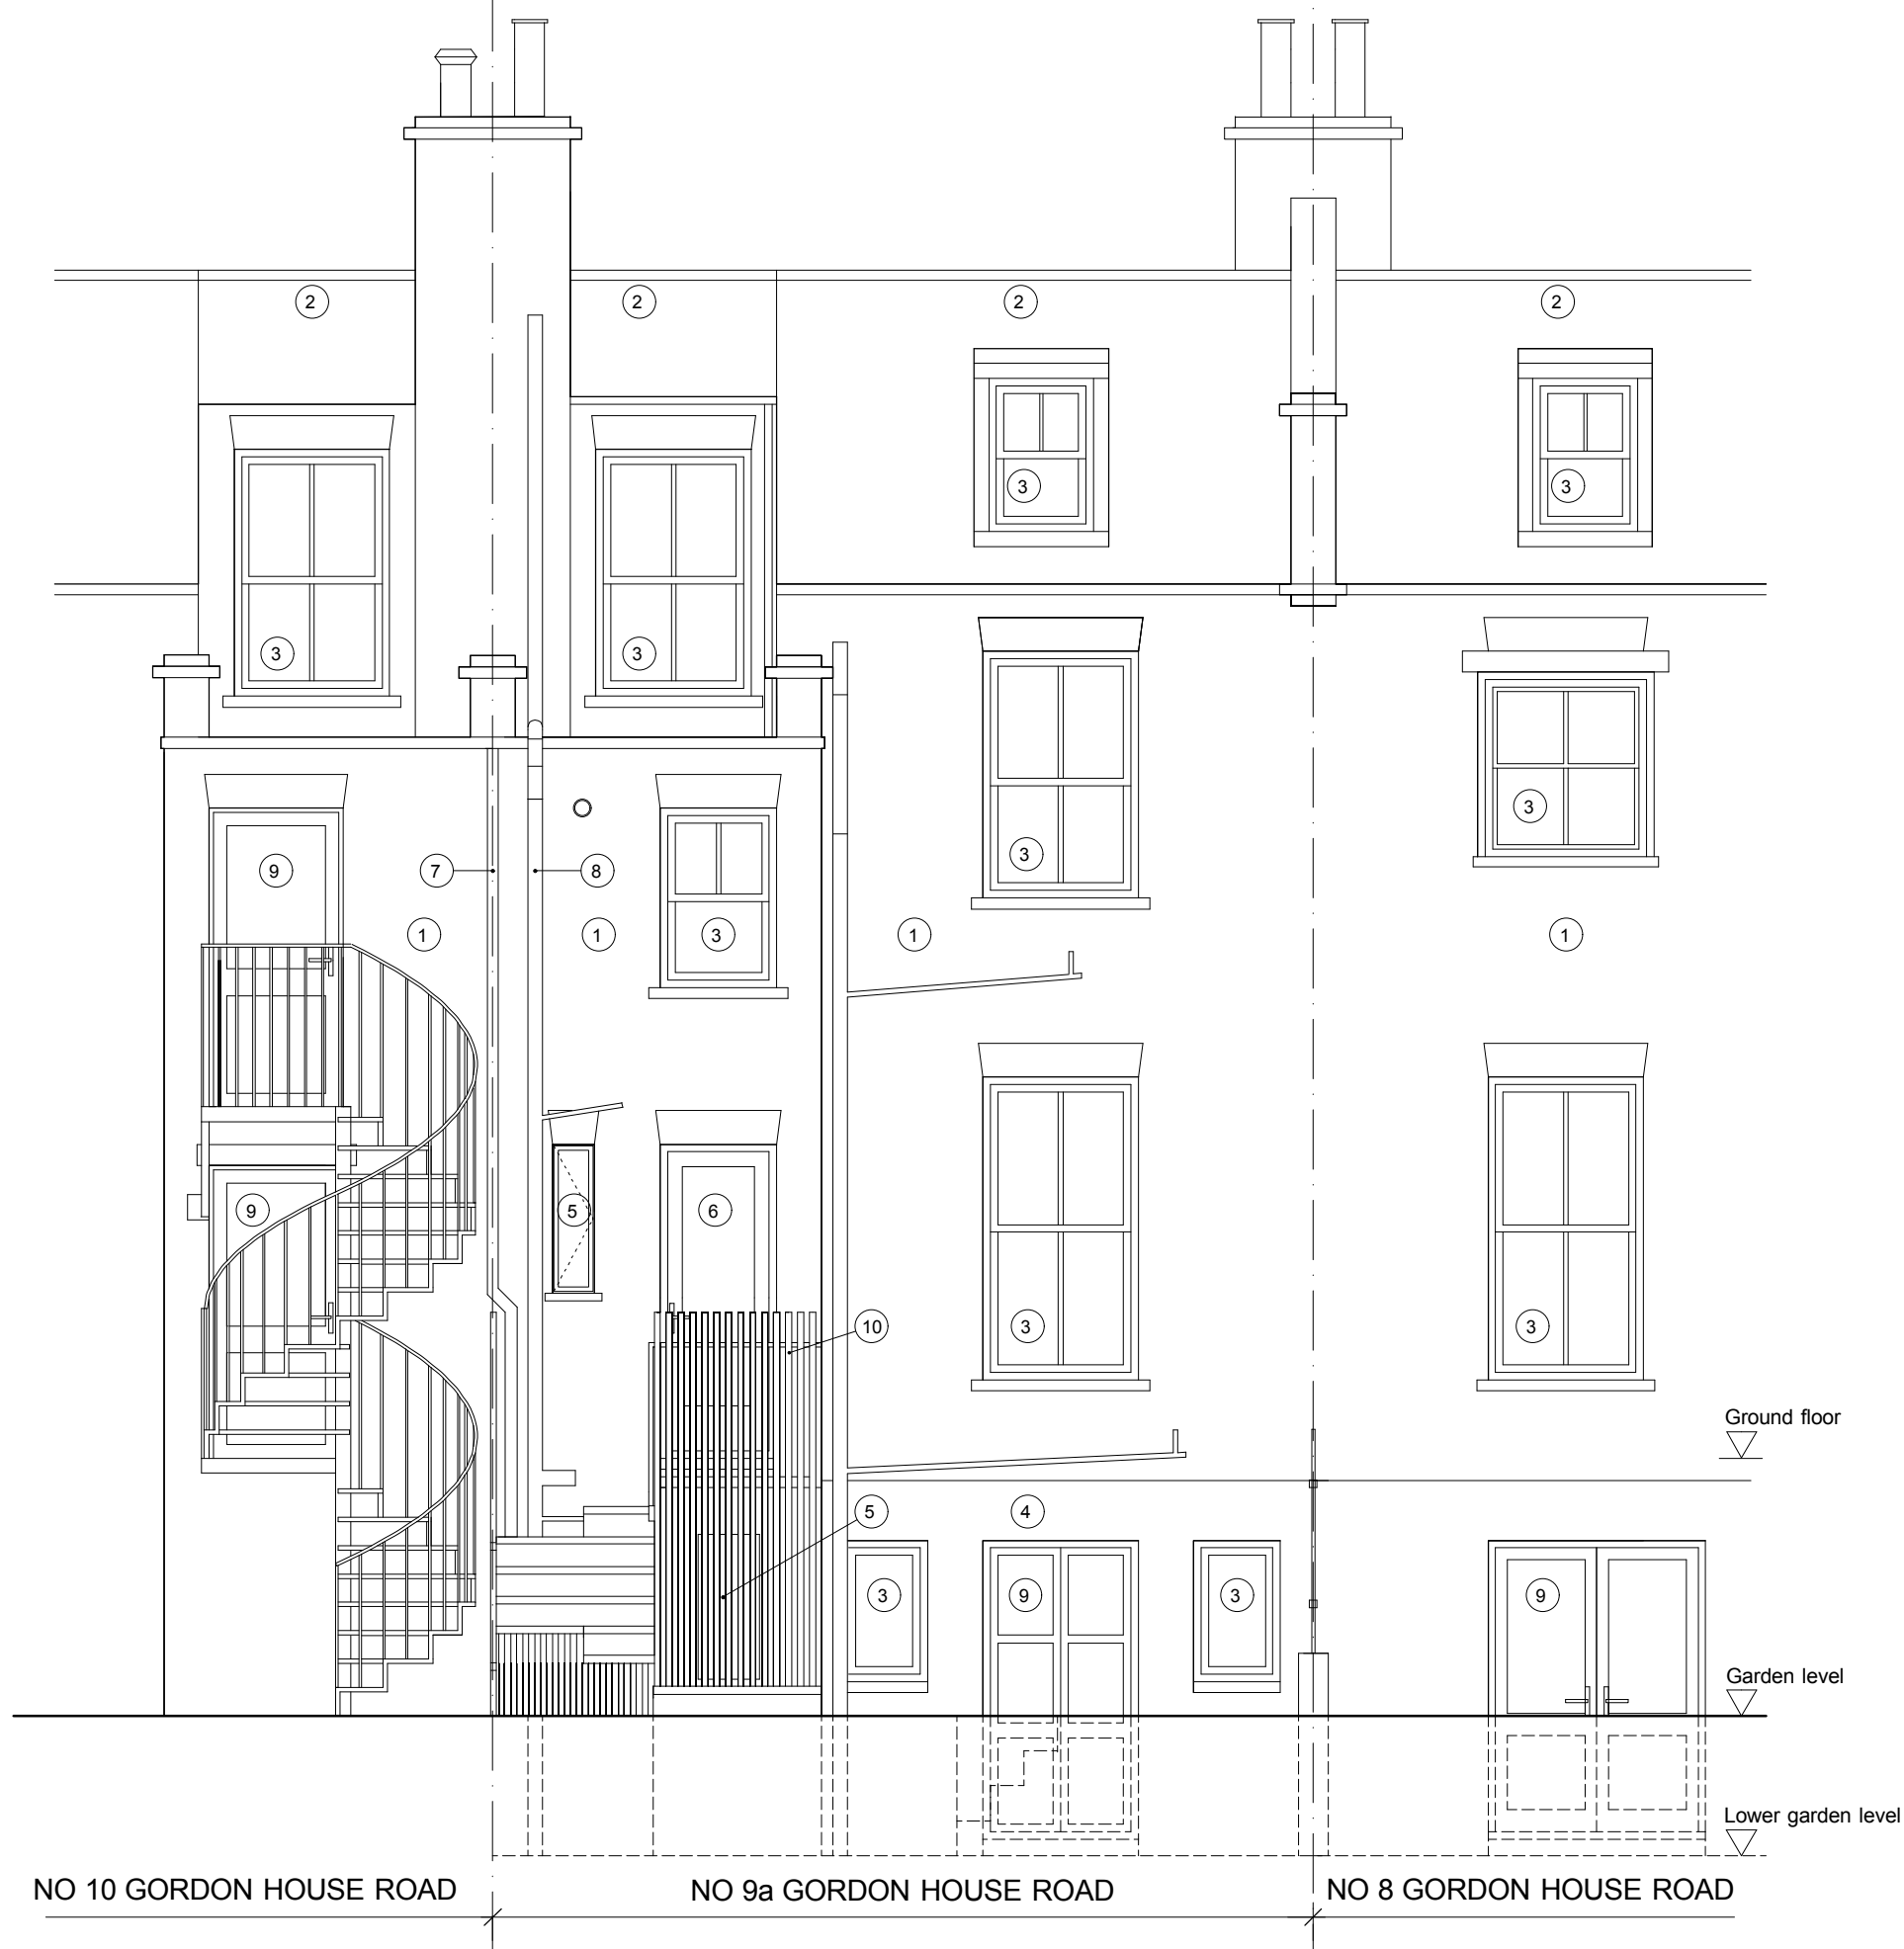 2 2 2 2
3 3
3 3
3
9 7 8 3
1 1 3 1 1
9 5 6
10 3 3
Ground floor
5 4
3 9 3 9
Garden level
Lower garden level
NO 10 GORDON HOUSE ROAD NO 9a GORDON HOUSE ROAD NO 8 GORDON HOUSE ROAD